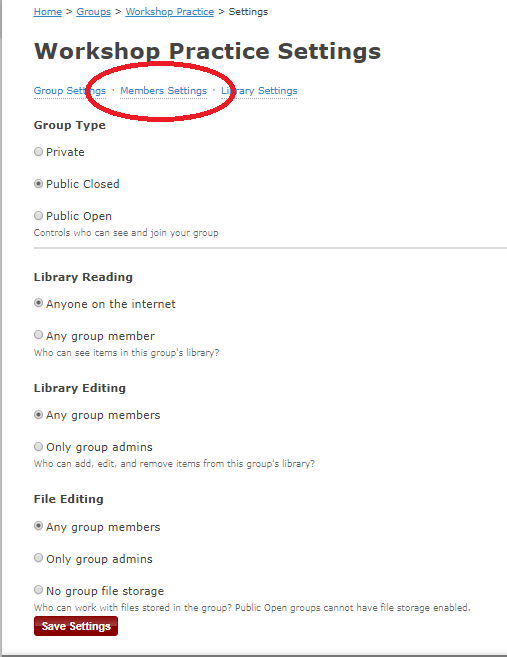 Home > Groups > Workshop Practice > Settings
Workshop Practice Settings
Group Settings · Members Settings · Library Settings
Group Type
Private
Public Closed
Public Open
Controls who can see and join your group
Library Reading
Anyone on the internet
Any group member
Who can see items in this group's library?
Library Editing
Any group members
Only group admins
Who can add, edit, and remove items from this group's library?
File Editing
Any group members
Only group admins
No group file storage
Who can work with files stored in the group? Public Open groups cannot have file storage enabled.
Save Settings